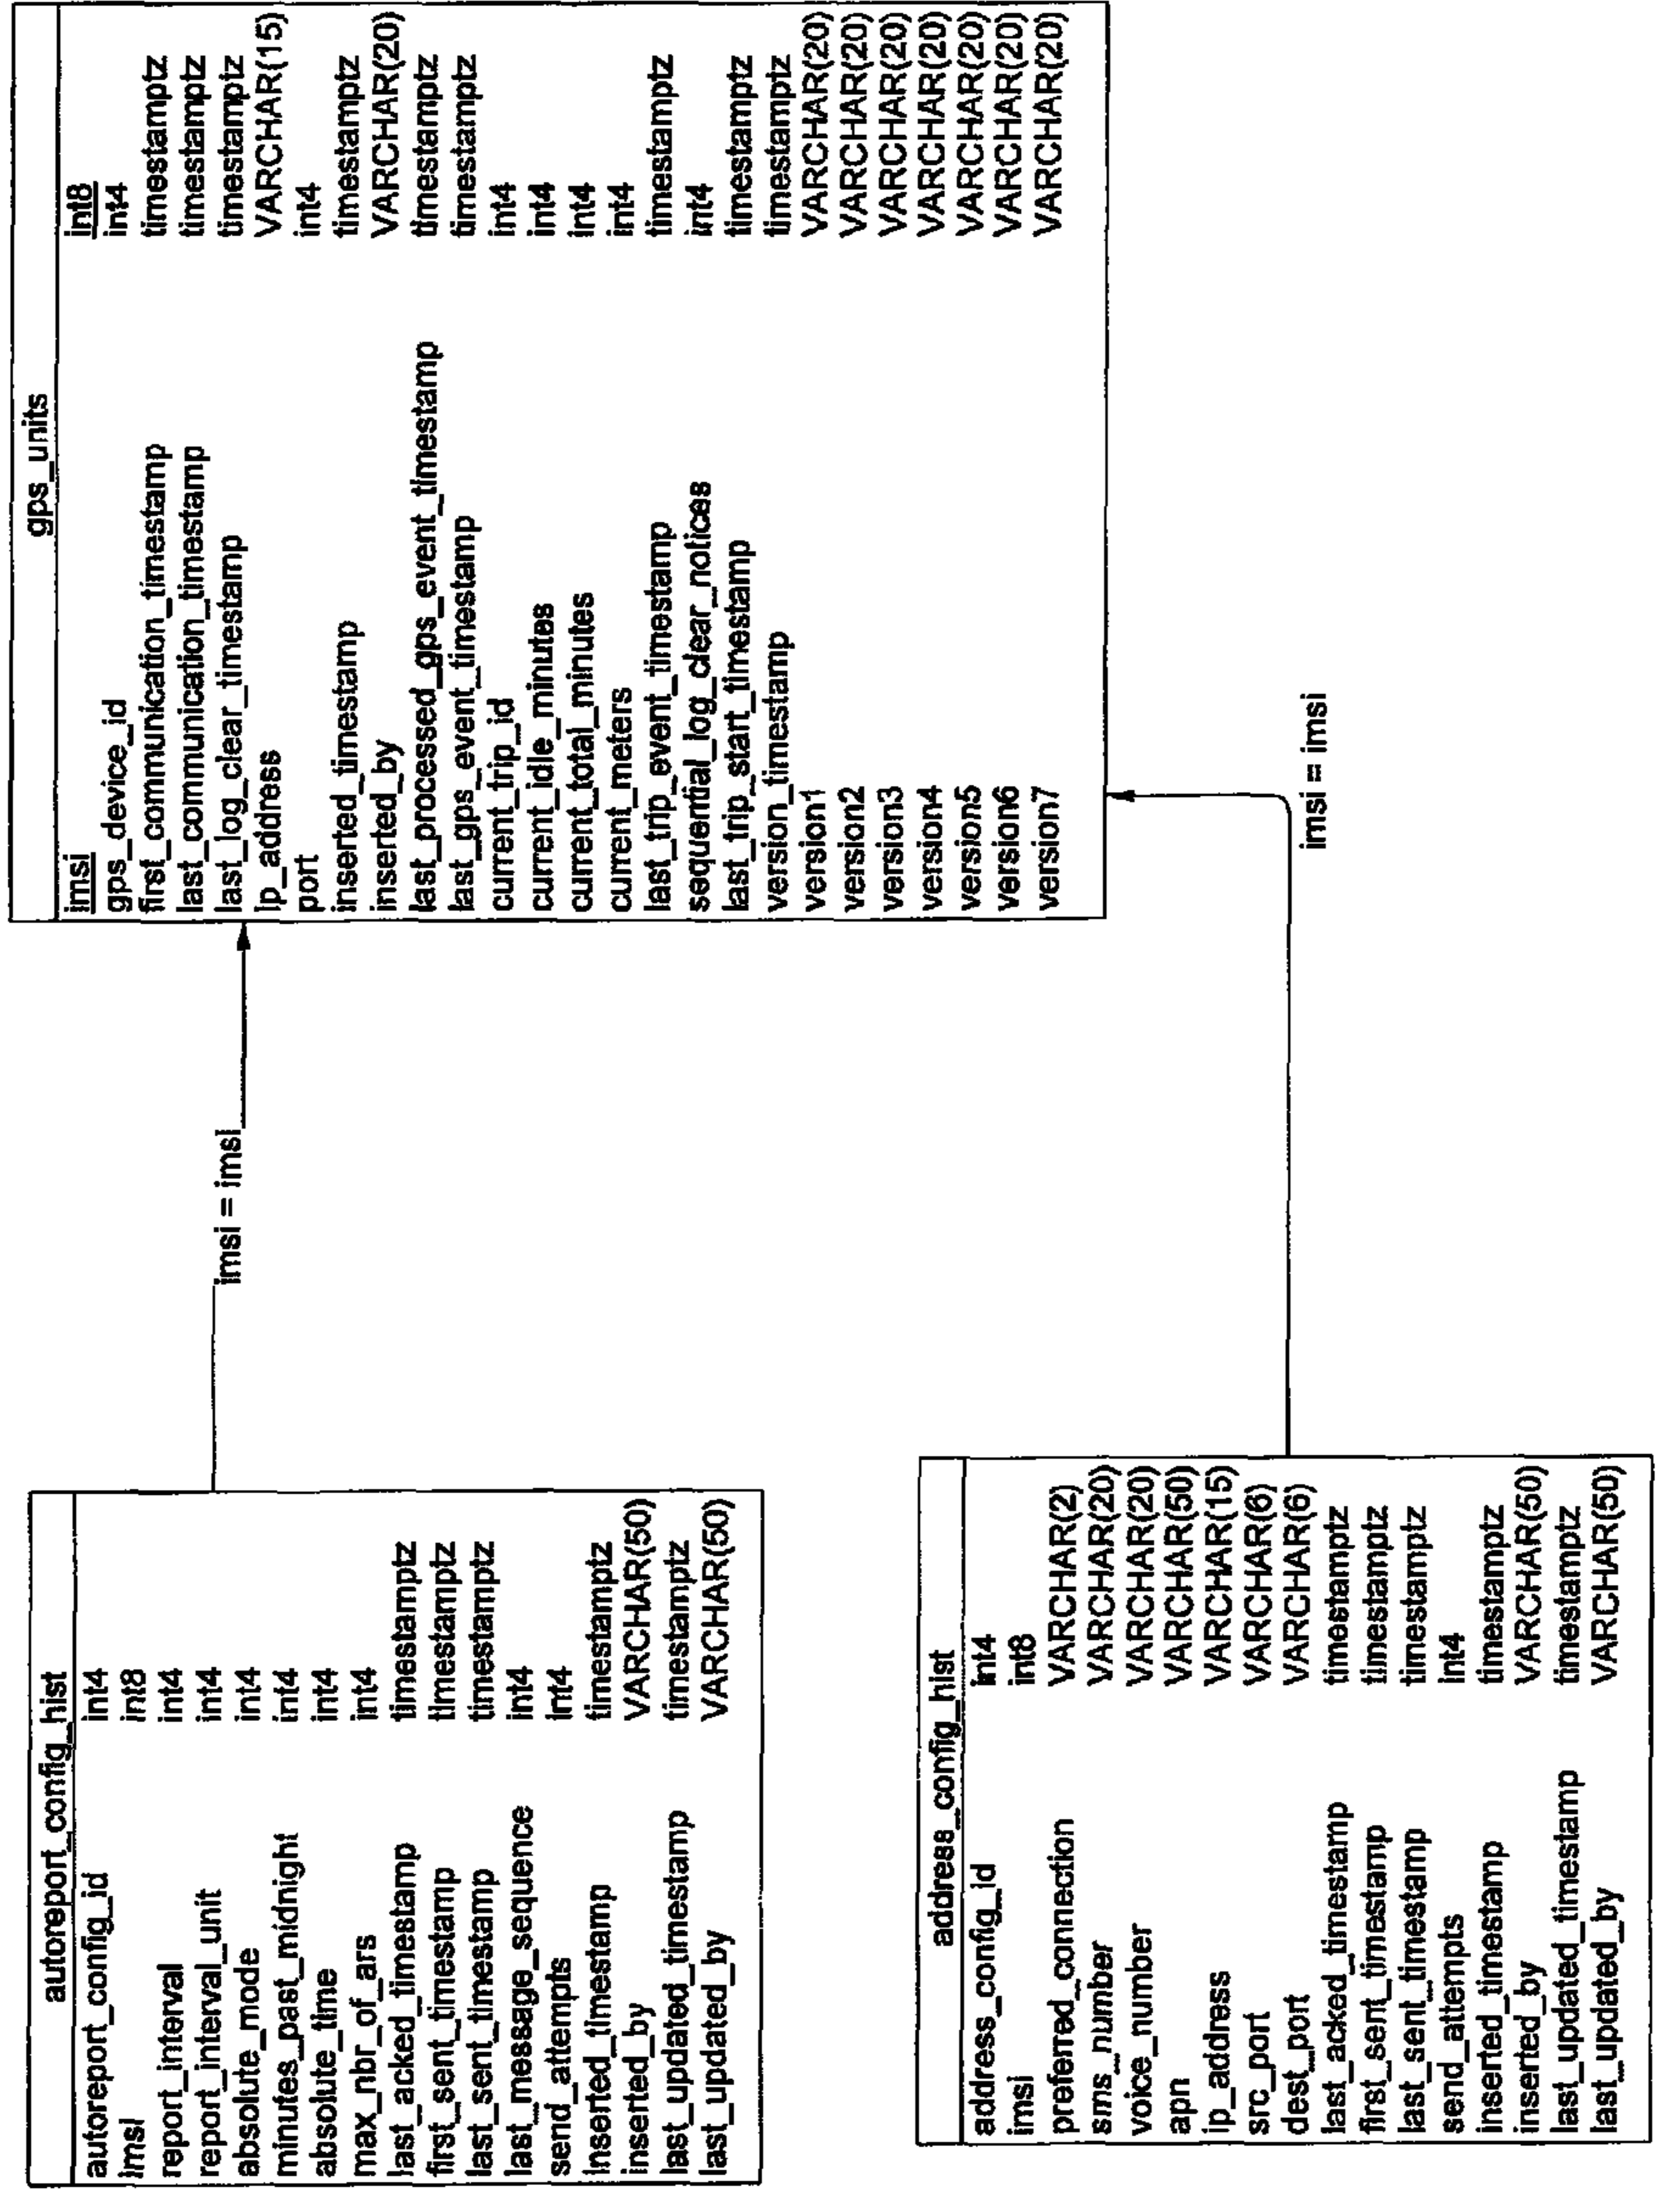 autoreport_config_hist
autoreport_config_id int4
imsi int8
report_interval int4
report_interval_unit int4
absolute_mode int4
minutes_past_midnight int4
absolute_time int4
max_nbr_of_ars int4
last_acked_timestamp timestamptz
first_sent_timestamp timestamptz
last_sent_timestamp timestamptz
last_message_sequence int4
send_attempts int4
inserted_timestamp timestamptz
inserted_by VARCHAR(50)
last_updated_timestamp timestamptz
last_updated_by VARCHAR(50)
imsi = imsi
gps_units
imsi int8
gps_device_id int4
first_communication_timestamp timestamptz
last_communication_timestamp timestamptz
last_log_clear_timestamp timestamptz
ip_address VARCHAR(15)
port int4
inserted_timestamp timestamptz
inserted_by VARCHAR(20)
last_processed_gps_event_timestamp timestamptz
last_gps_event_timestamp timestamptz
current_trip_id int4
current_idle_minutes int4
current_total_minutes int4
current_meters int4
last_trip_event_timestamp timestamptz
sequential_log_clear_notices int4
last_trip_start_timestamp timestamptz
version_timestamp timestamptz
version1 VARCHAR(20)
version2 VARCHAR(20)
version3 VARCHAR(20)
version4 VARCHAR(20)
version5 VARCHAR(20)
version6 VARCHAR(20)
version7 VARCHAR(20)
address_config_hist
address_config_id int4
imsi int8
preferred_connection VARCHAR(2)
sms_number VARCHAR(20)
voice_number VARCHAR(20)
apn VARCHAR(50)
ip_address VARCHAR(15)
src_port VARCHAR(6)
dest_port VARCHAR(6)
last_acked_timestamp timestamptz
first_sent_timestamp timestamptz
last_sent_timestamp timestamptz
send_attempts int4
inserted_timestamp timestamptz
inserted_by VARCHAR(50)
last_updated_timestamp timestamptz
last_updated_by VARCHAR(50)
imsi = imsi